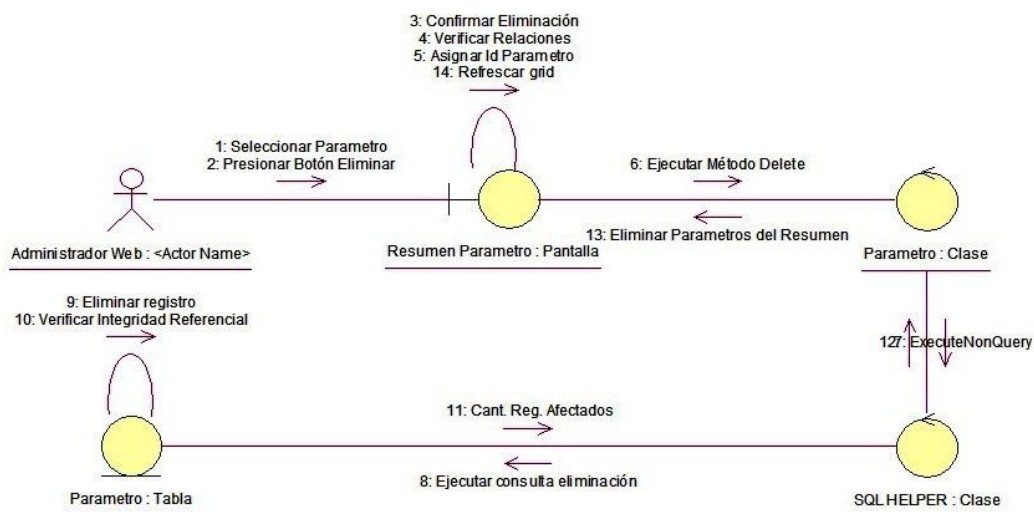 3: Confirmar Eliminación
4: Verificar Relaciones
5: Asignar Id Parametro
14: Refrescar grid
1: Seleccionar Parametro
2: Presionar Botón Eliminar
6: Ejecutar Método Delete
13: Eliminar Parametros del Resumen
Administrador Web : <Actor Name>
Resumen Parametro : Pantalla
Parametro : Clase
9: Eliminar registro
10: Verificar Integridad Referencial
127: ExecuteNonQuery
11: Cant. Reg. Afectados
8: Ejecutar consulta eliminación
Parametro : Tabla
SQL HELPER : Clase